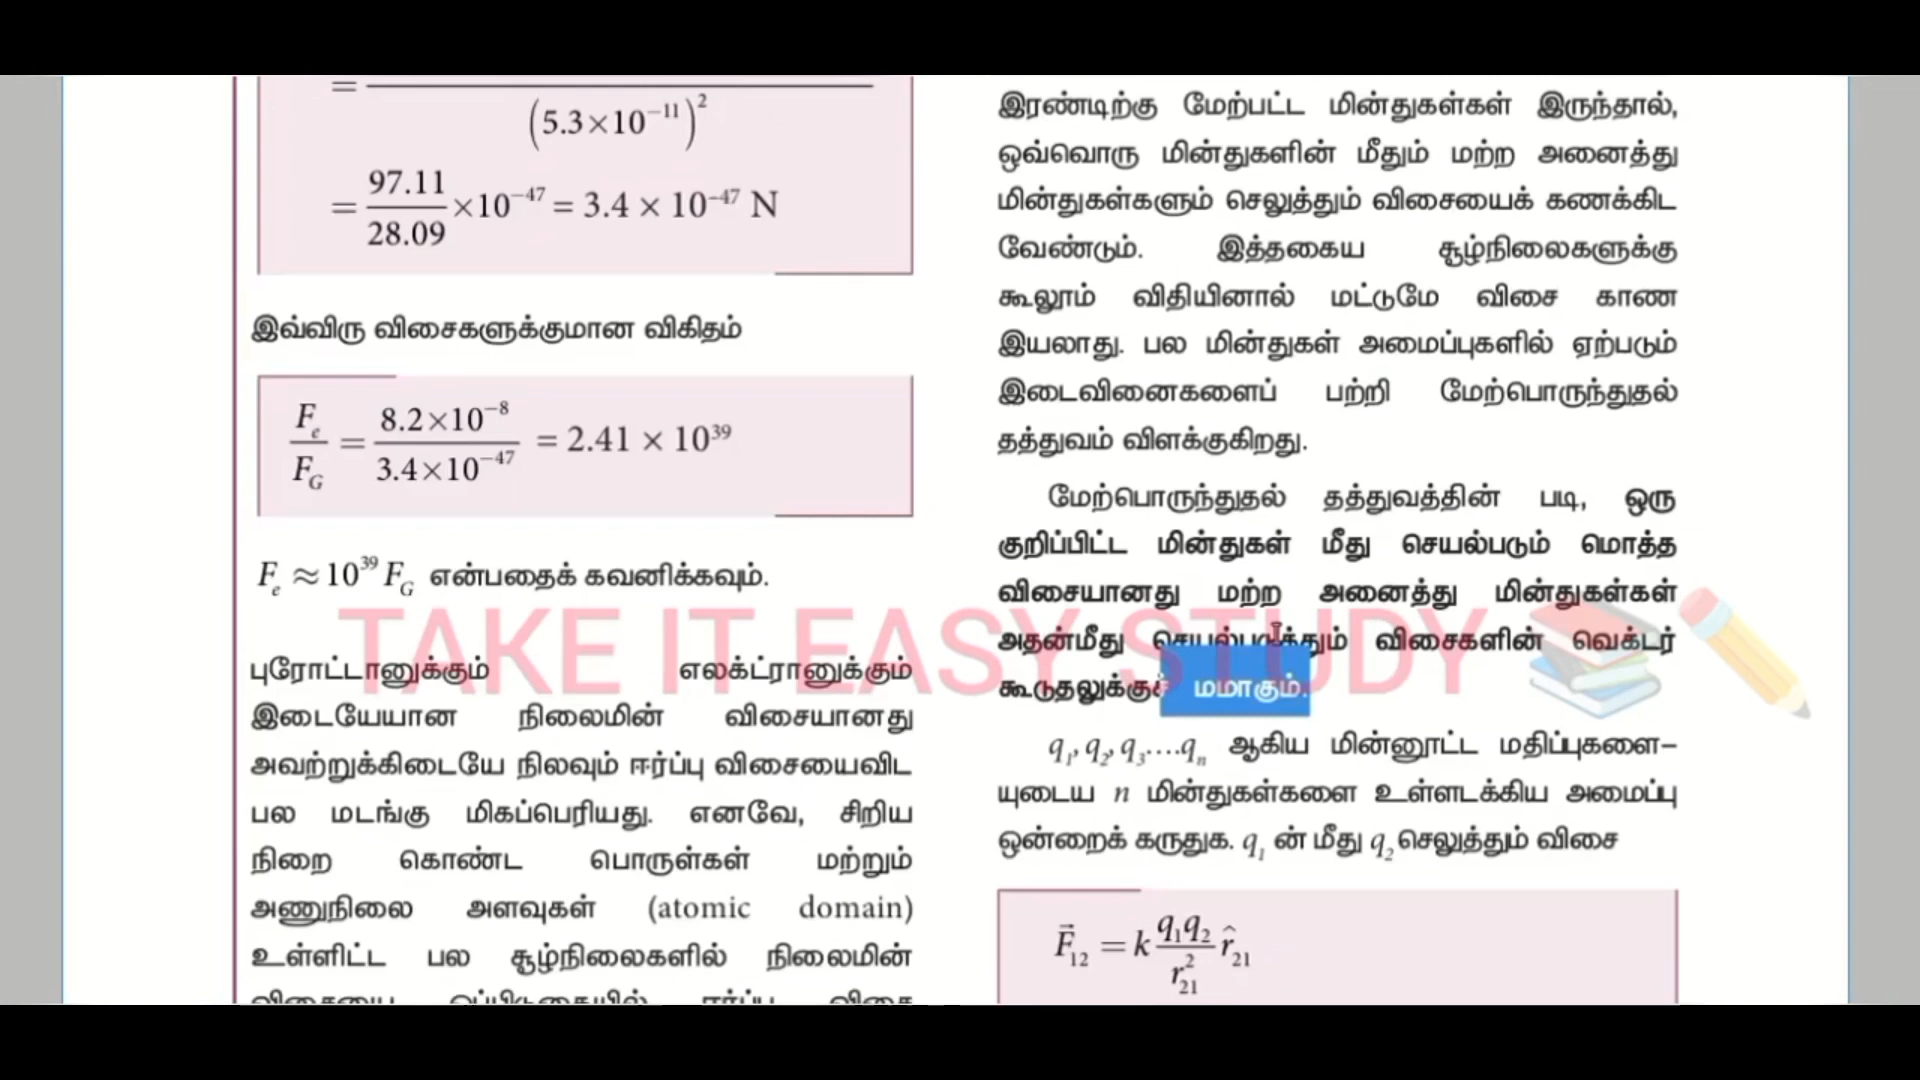 =
(5.3×10⁻¹¹)²
= 97.11/28.09 ×10⁻⁴⁷ = 3.4 × 10⁻⁴⁷ N
இவ்விரு விசைகளுக்குமான விகிதம்
Fₑ/F_G = 8.2×10⁻⁸/3.4×10⁻⁴⁷ = 2.41 × 10³⁹
Fₑ ≈ 10³⁹ F_G என்பதைக் கவனிக்கவும்.
புரோட்டானுக்கும் எலக்ட்ரானுக்கும்
இடையேயான நிலைமின் விசையானது
அவற்றுக்கிடையே நிலவும் ஈர்ப்பு விசையைவிட
பல மடங்கு மிகப்பெரியது. எனவே, சிறிய
நிறை கொண்ட பொருள்கள் மற்றும்
அணுநிலை அளவுகள் (atomic domain)
உள்ளிட்ட பல சூழ்நிலைகளில் நிலைமின்
இரண்டிற்கு மேற்பட்ட மின்துகள்கள் இருந்தால்,
ஒவ்வொரு மின்துகளின் மீதும் மற்ற அனைத்து
மின்துகள்களும் செலுத்தும் விசையைக் கணக்கிட
வேண்டும். இத்தகைய சூழ்நிலைகளுக்கு
கூலூம் விதியினால் மட்டுமே விசை காண
இயலாது. பல மின்துகள் அமைப்புகளில் ஏற்படும்
இடைவினைகளைப் பற்றி மேற்பொருந்துதல்
தத்துவம் விளக்குகிறது.
மேற்பொருந்துதல் தத்துவத்தின் படி, ஒரு
குறிப்பிட்ட மின்துகள் மீது செயல்படும் மொத்த
விசையானது மற்ற அனைத்து மின்துகள்கள்
அதன்மீது விசைகளின் வெக்டர்
மமாகும்.
q₁, q₂, q₃....qₙ ஆகிய மின்னூட்ட மதிப்புகளை–
யுடைய n மின்துகள்களை உள்ளடக்கிய அமைப்பு
ஒன்றைக் கருதுக. q₁ ன் மீது q₂ செலுத்தும் விசை
F⃗₁₂ = k q₁q₂/r₂₁² r̂₂₁
TAKE IT EASY STUDY